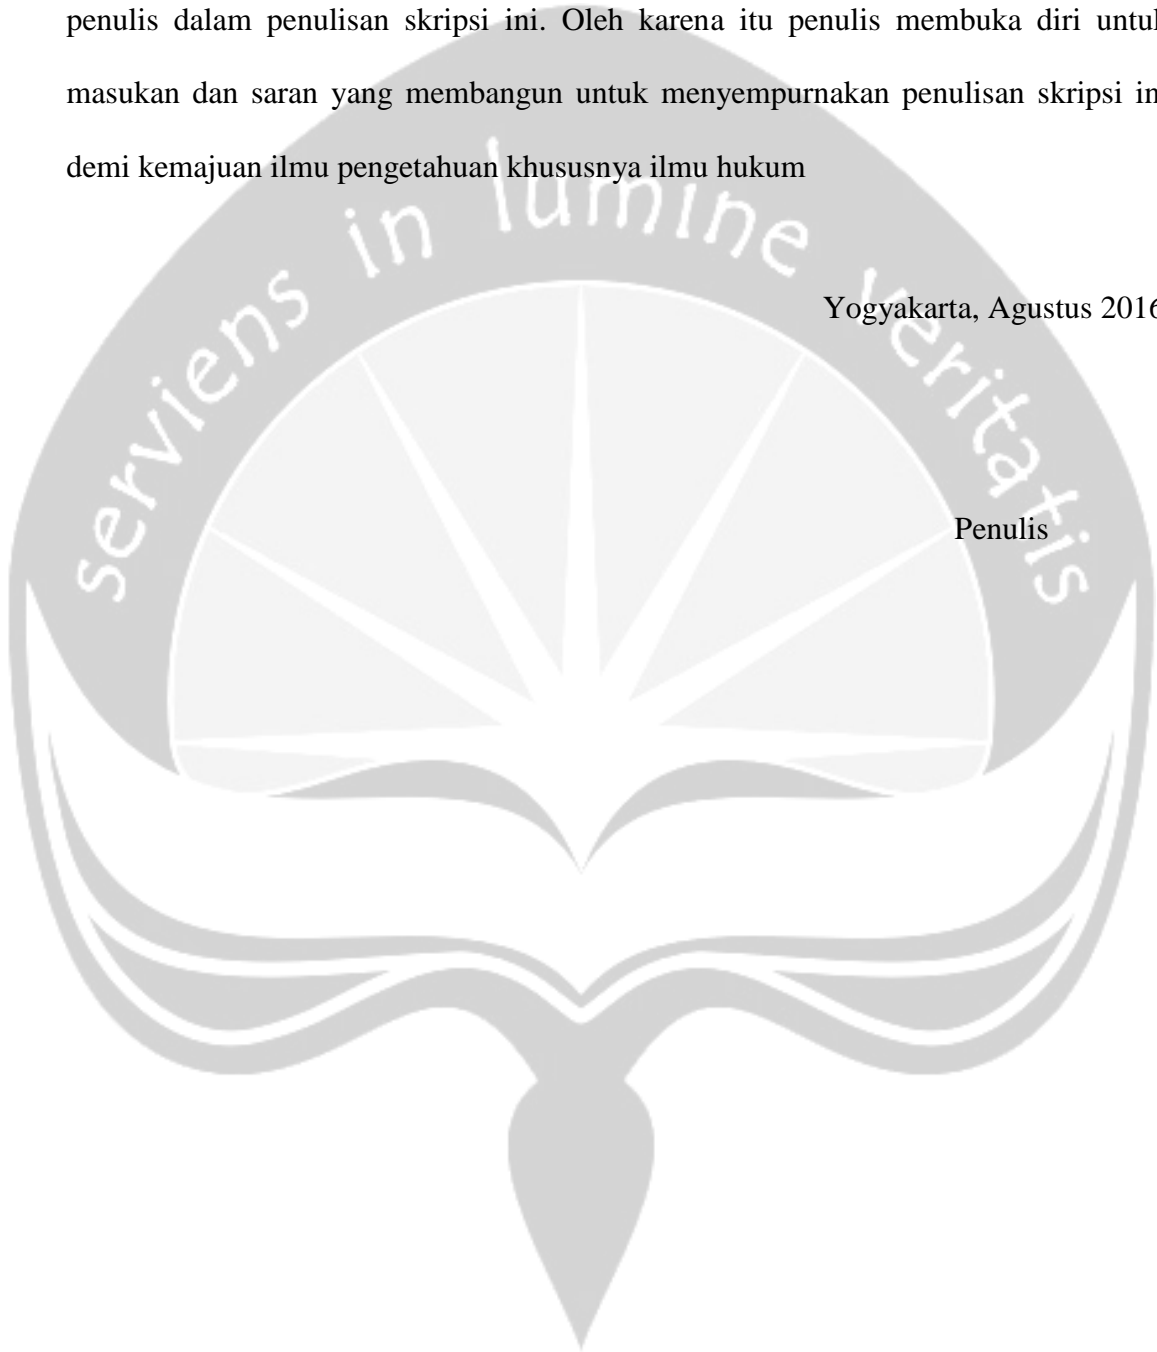 penulis dalam penulisan skripsi ini. Oleh karena itu penulis membuka diri untuk
masukan dan saran yang membangun untuk menyempurnakan penulisan skripsi in
demi kemajuan ilmu pengetahuan khususnya ilmu hukum
serviens in lumine veritatis
Yogyakarta, Agustus 2016
Penulis